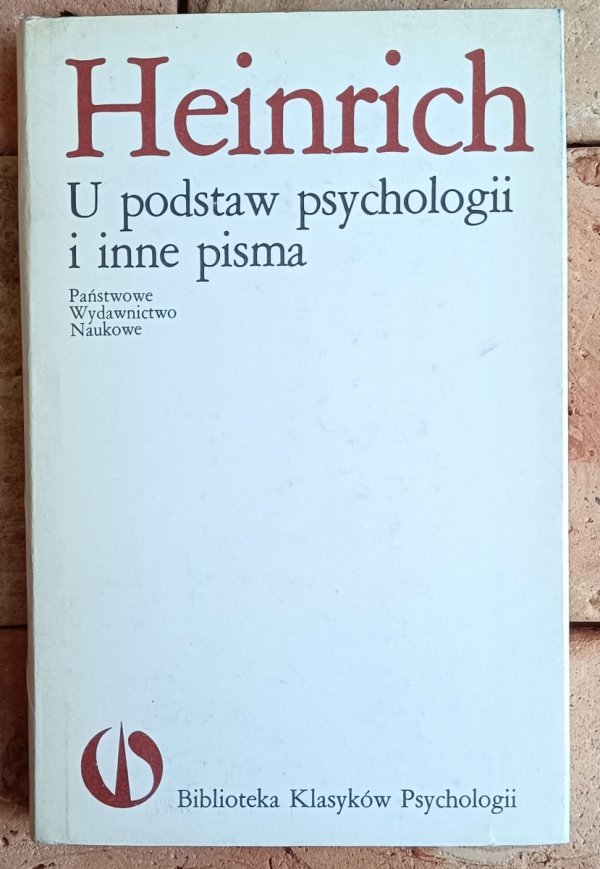 Heinrich
U podstaw psychologii
i inne pisma
Państwowe
Wydawnictwo
Naukowe
Biblioteka Klasyków Psychologii